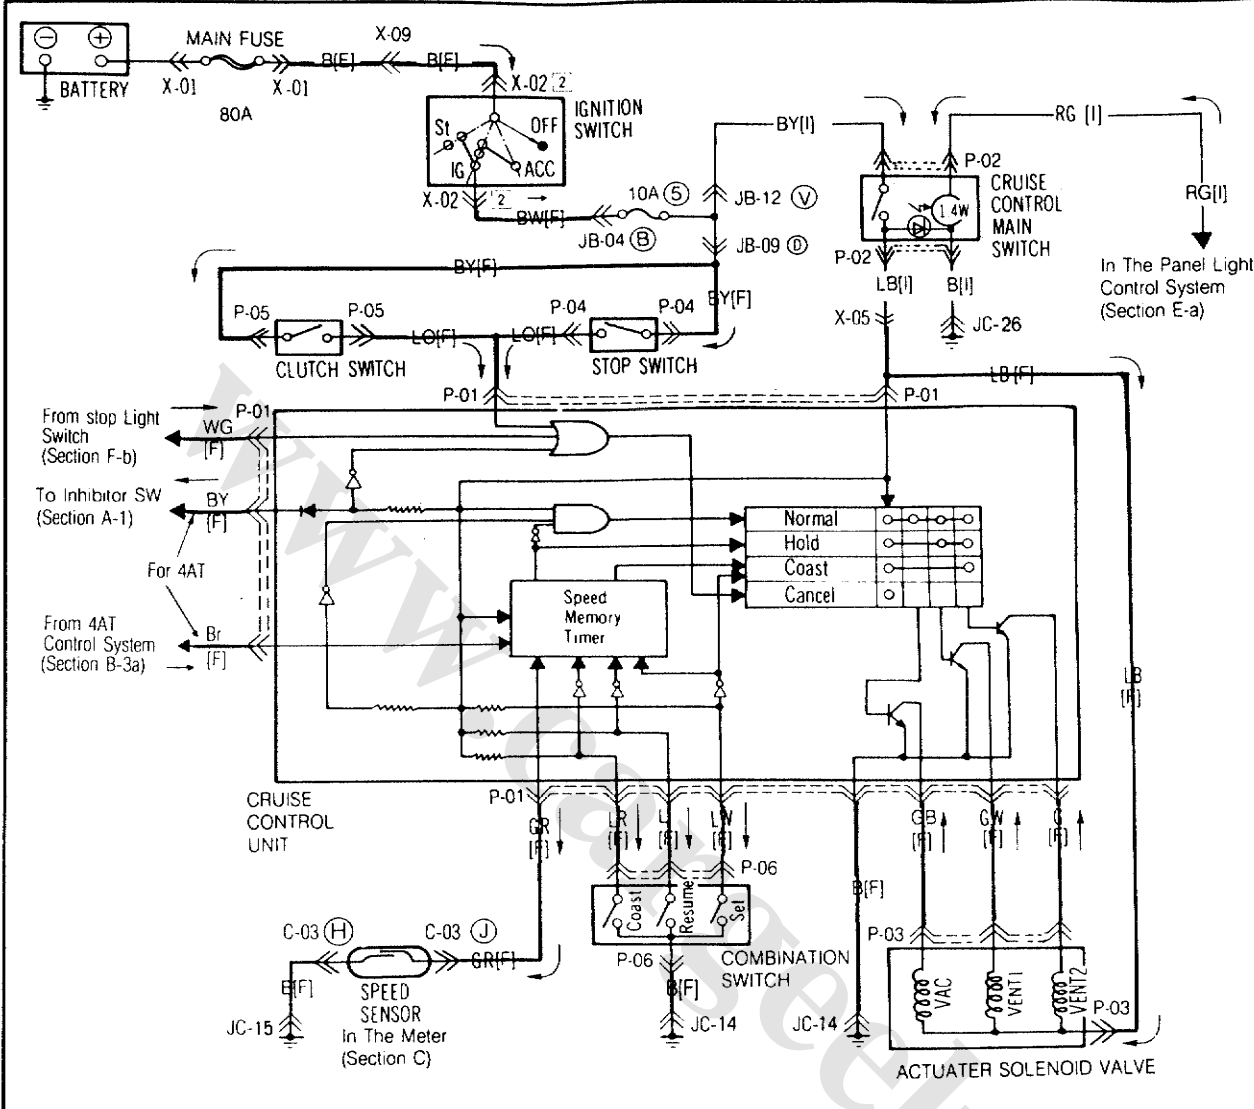 MAIN FUSE
X-09
BATTERY
X-01
X-01
80A
B[F]
B[F]
X-02 2
IGNITION
SWITCH
St
OFF
IG
ACC
X-02 2
BW[F]
10A 5
JB-04 B
JB-12 V
JB-09 D
BY[I]
RG [I]
P-02
CRUISE
CONTROL
MAIN
SWITCH
1.4W
RG[I]
P-02
LB[I]
B[I]
In The Panel Light
Control System
(Section E-a)
BY[F]
BY[F]
P-05
P-05
P-04
P-04
LO[F]
LO[F]
CLUTCH SWITCH
STOP SWITCH
X-05
JC-26
LB[F]
P-01
P-01
From stop Light
Switch
(Section F-b)
P-01
WG
[F]
To Inhibitor SW
(Section A-1)
BY
[F]
For 4AT
From 4AT
Control System
(Section B-3a)
Br
[F]
Normal
Hold
Coast
Cancel
Speed
Memory
Timer
LB
[F]
CRUISE
CONTROL
UNIT
P-01
GR
[F]
LR
[F]
L
[F]
LW
[F]
GB
[F]
GW
[F]
G
[F]
P-06
Coast
Resume
Set
B[F]
P-06
COMBINATION
SWITCH
B[F]
JC-14
JC-14
C-03 H
C-03 J
GR[F]
B[F]
SPEED
SENSOR
In The Meter
(Section C)
JC-15
P-03
VAC
VENT1
VENT2
P-03
ACTUATER SOLENOID VALVE